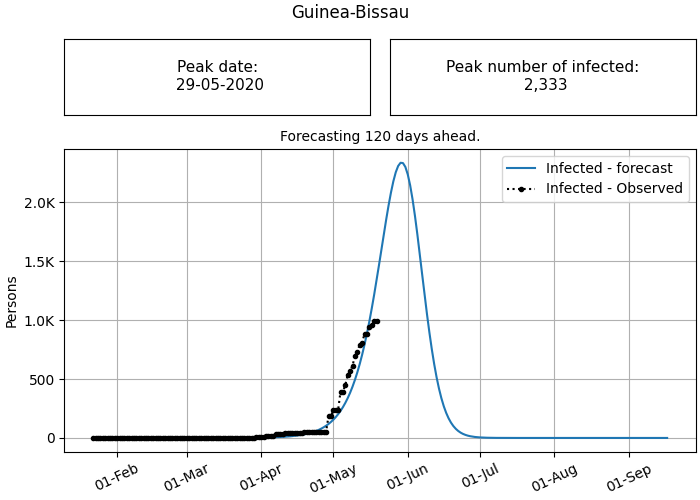 Guinea-Bissau
Peak date:
29-05-2020
Peak number of infected:
2,333
Forecasting 120 days ahead.
Infected - forecast
Infected - Observed
2.0K
1.5K
1.0K
500
0
Persons
01-Feb
01-Mar
01-Apr
01-May
01-Jun
01-Jul
01-Aug
01-Sep